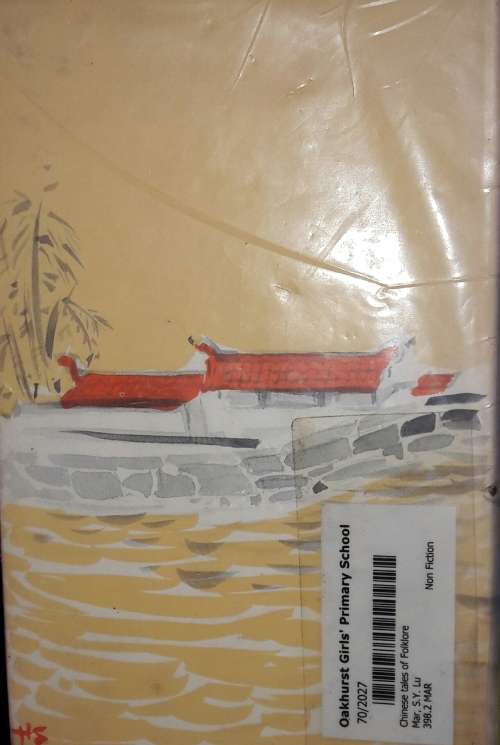 Oakhurst Girls' Primary School
70/2027
Chinese tales of Folklore
Mar, S.Y. Lu
398.2 MAR
Non Fiction